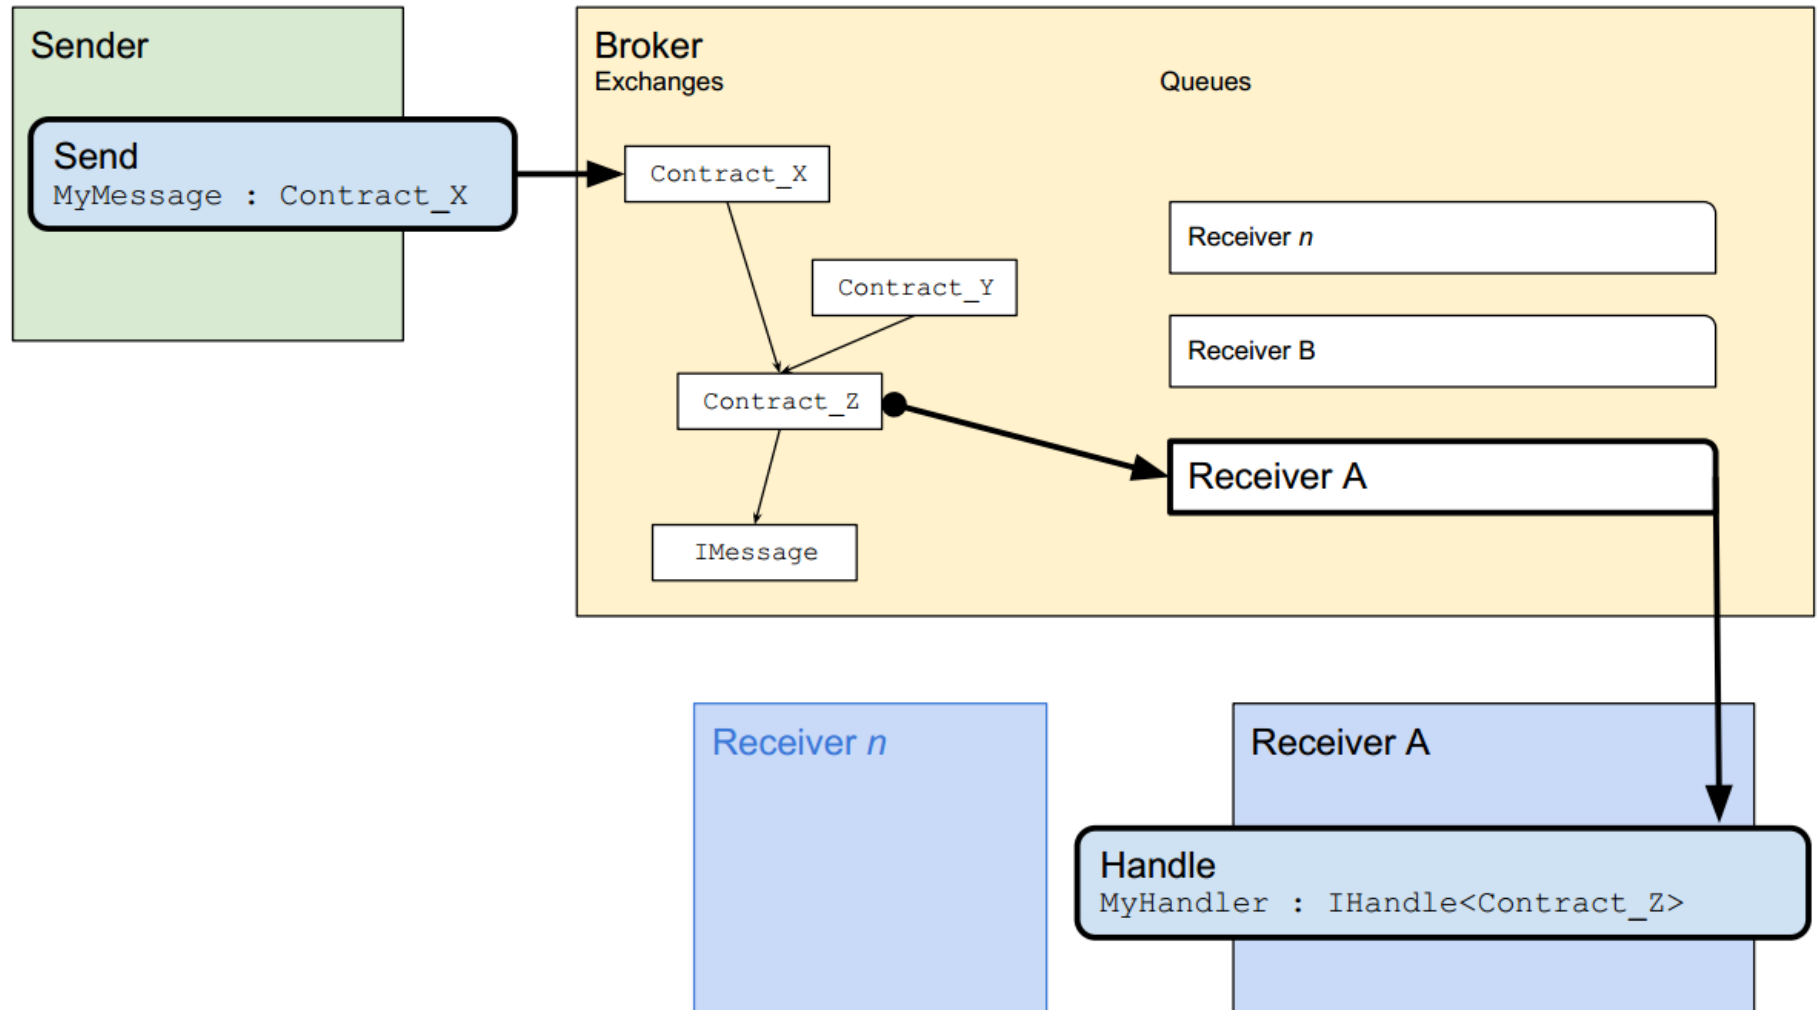 Sender
Send
MyMessage : Contract_X
Broker
Exchanges
Queues
Contract_X
Contract_Y
Contract_Z
IMessage
Receiver n
Receiver B
Receiver A
Receiver n
Receiver A
Handle
MyHandler : IHandle<Contract_Z>